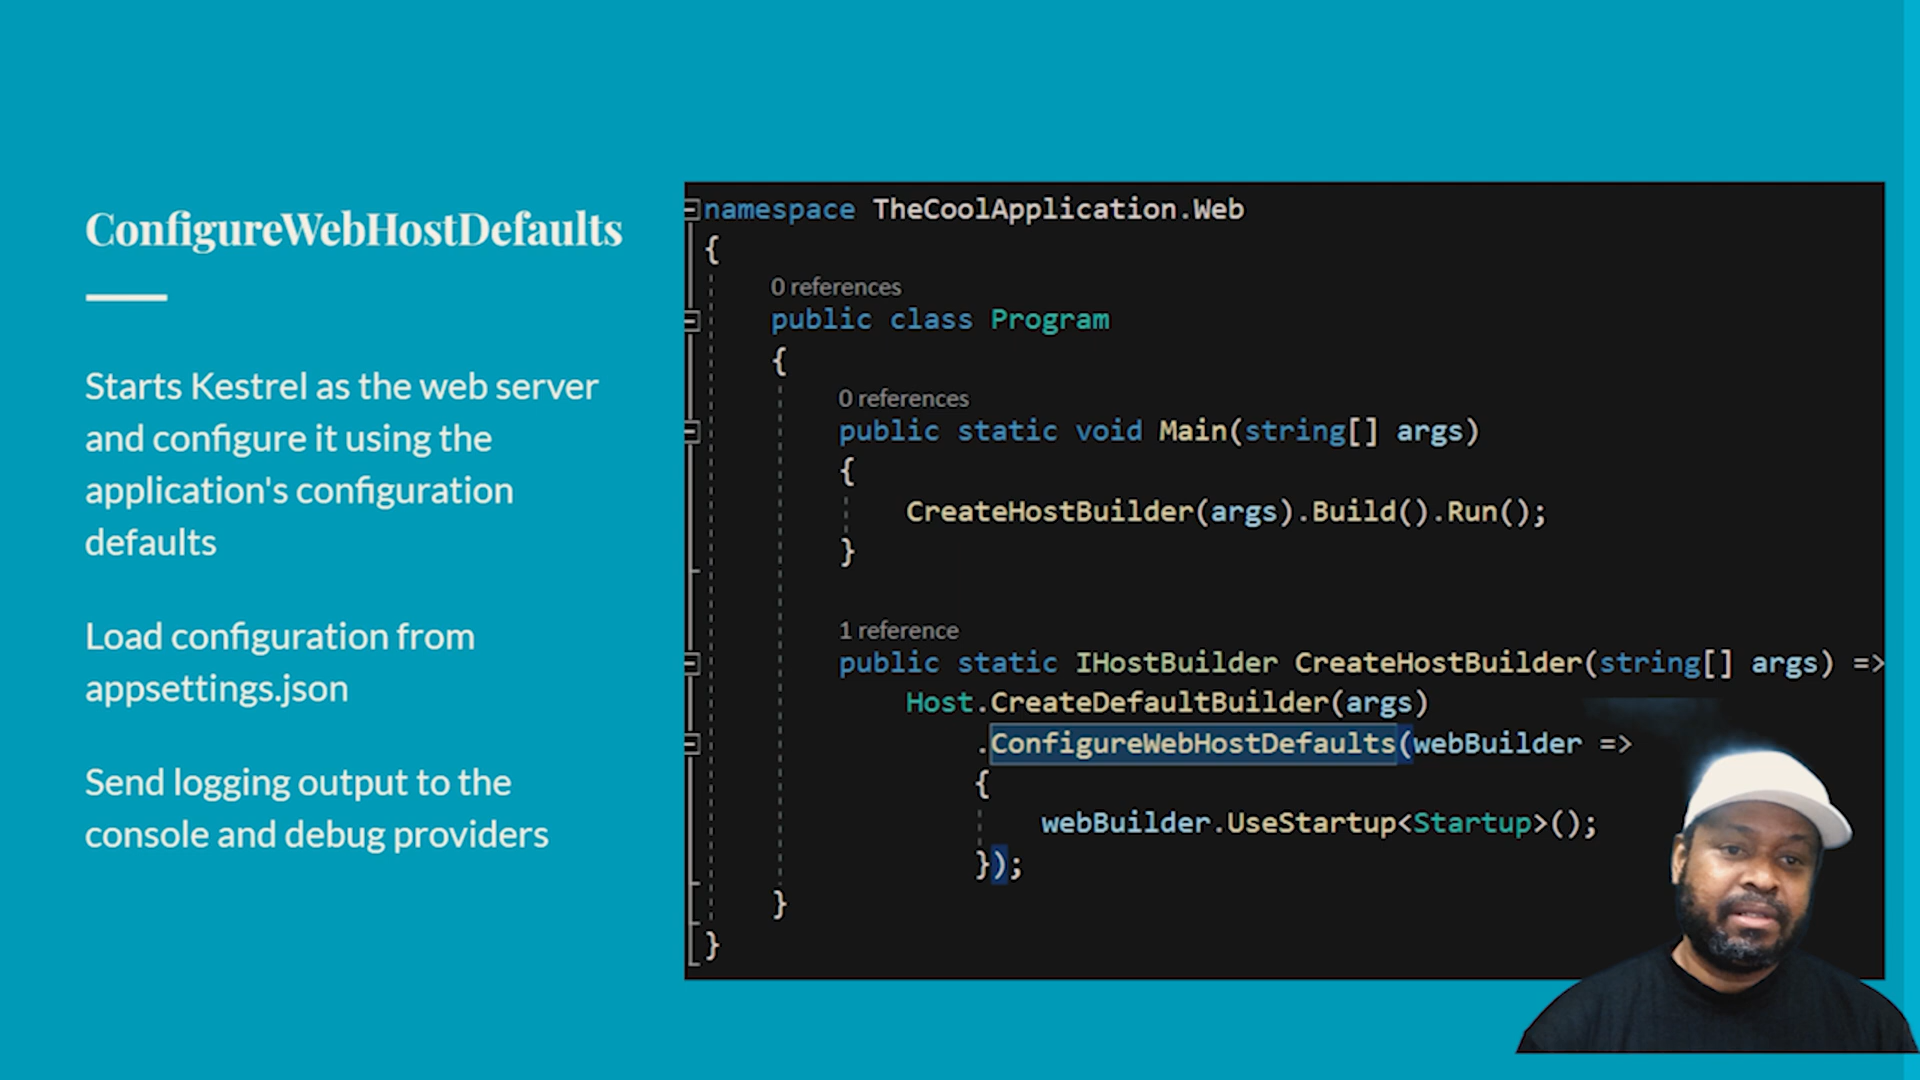 ConfigureWebHostDefaults
Starts Kestrel as the web server
and configure it using the
application's configuration
defaults
Load configuration from
appsettings.json
Send logging output to the
console and debug providers
namespace TheCoolApplication.Web
{
0 references
public class Program
{
0 references
public static void Main(string[] args)
{
CreateHostBuilder(args).Build().Run();
}
1 reference
public static IHostBuilder CreateHostBuilder(string[] args) =>
Host.CreateDefaultBuilder(args)
.ConfigureWebHostDefaults(webBuilder =>
{
webBuilder.UseStartup<Startup>();
});
}
}